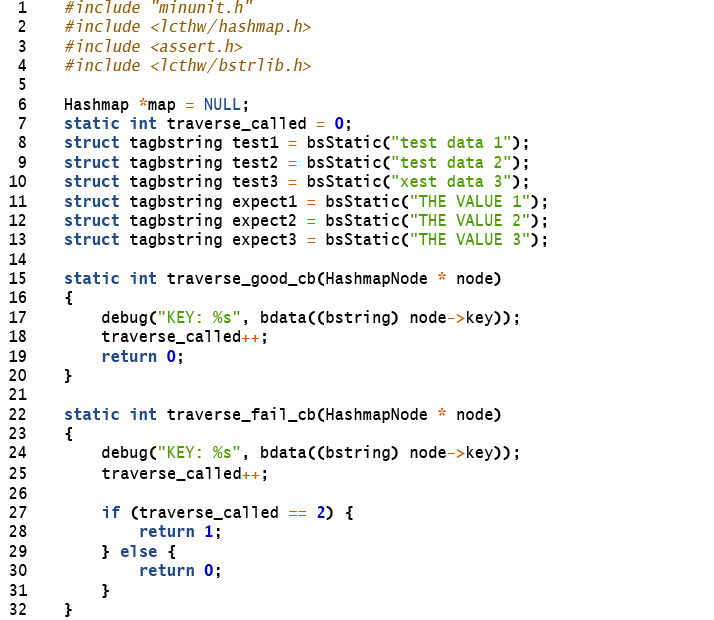 1 #include "minunit.h"
2 #include <lcthw/hashmap.h>
3 #include <assert.h>
4 #include <lcthw/bstrlib.h>
5
6 Hashmap *map = NULL;
7 static int traverse_called = 0;
8 struct tagbstring test1 = bsStatic("test data 1");
9 struct tagbstring test2 = bsStatic("test data 2");
10 struct tagbstring test3 = bsStatic("xest data 3");
11 struct tagbstring expect1 = bsStatic("THE VALUE 1");
12 struct tagbstring expect2 = bsStatic("THE VALUE 2");
13 struct tagbstring expect3 = bsStatic("THE VALUE 3");
14
15 static int traverse_good_cb(HashmapNode * node)
16 {
17     debug("KEY: %s", bdata((bstring) node->key));
18     traverse_called++;
19     return 0;
20 }
21
22 static int traverse_fail_cb(HashmapNode * node)
23 {
24     debug("KEY: %s", bdata((bstring) node->key));
25     traverse_called++;
26
27     if (traverse_called == 2) {
28         return 1;
29     } else {
30         return 0;
31     }
32 }